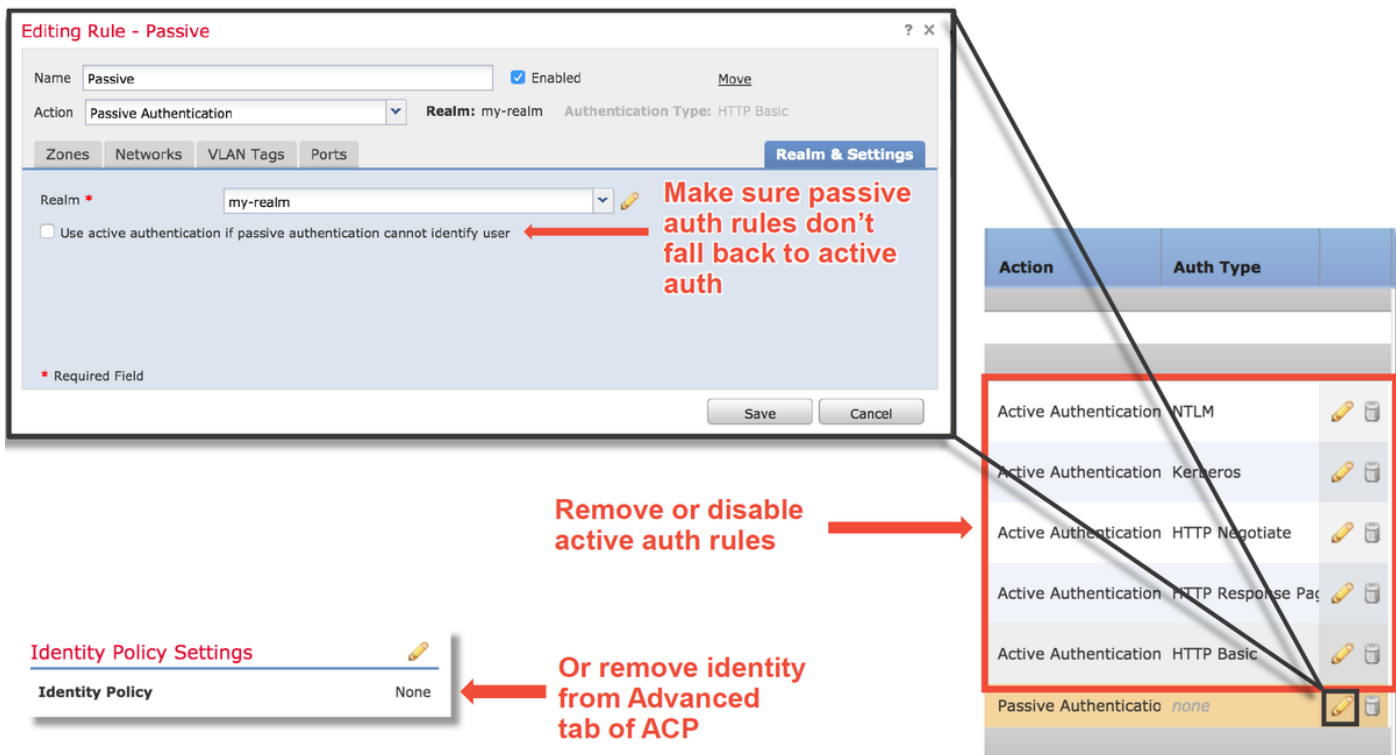 Editing Rule - Passive
? X
Name Passive Enabled Move
Action Passive Authentication Realm: my-realm Authentication Type: HTTP Basic
Zones Networks VLAN Tags Ports Realm & Settings
Realm * my-realm
Use active authentication if passive authentication cannot identify user
Make sure passive
auth rules don't
fall back to active
auth
* Required Field
Save Cancel
Action Auth Type
Active Authentication NTLM
Active Authentication Kerberos
Active Authentication HTTP Negotiate
Active Authentication HTTP Response Pag
Active Authentication HTTP Basic
Passive Authenticatio none
Remove or disable
active auth rules
Identity Policy Settings
Identity Policy None
Or remove identity
from Advanced
tab of ACP